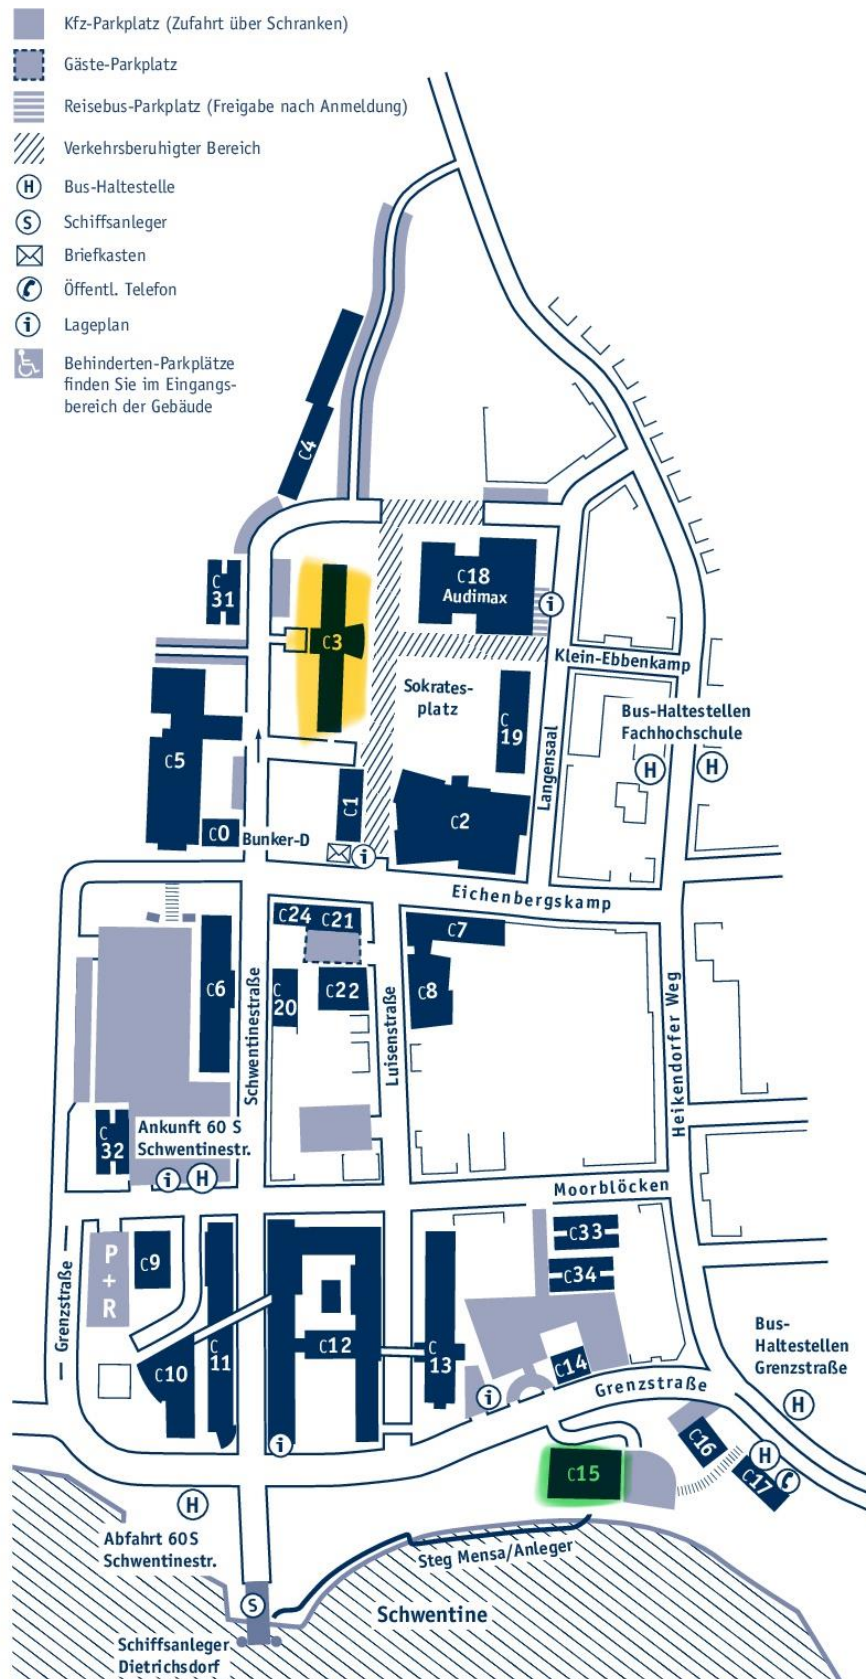 Kfz-Parkplatz (Zufahrt über Schranken)
Gäste-Parkplatz
Reisebus-Parkplatz (Freigabe nach Anmeldung)
Verkehrsberuhigter Bereich
H Bus-Haltestelle
S Schiffsanleger
Briefkasten
Öffentl. Telefon
i Lageplan
Behinderten-Parkplätze
finden Sie im Eingangs-
bereich der Gebäude
C4
C
31
C3
C18
Audimax
i
Klein-Ebbenkamp
Sokrates-
platz
C
19
Langensaal
Bus-Haltestellen
Fachhochschule
H H
C5
C1
C2
C0 Bunker-D
i
Eichenbergskamp
C24 C21
C7
C6
Schwentinestraße
C
20
C22
Luisenstraße
C8
Heikendorfer Weg
C
32
Ankunft 60 S
Schwentinestr.
i H
Moorblöcken
C33
C34
P
+
R
C9
Grenzstraße
C10
C
11
C12
C
13
C14
i
Grenzstraße
Bus-
Haltestellen
Grenzstraße
H
i
C15
C16
H
C17
H
Abfahrt 60S
Schwentinestr.
Steg Mensa/Anleger
S
Schwentine
Schiffsanleger
Dietrichsdorf